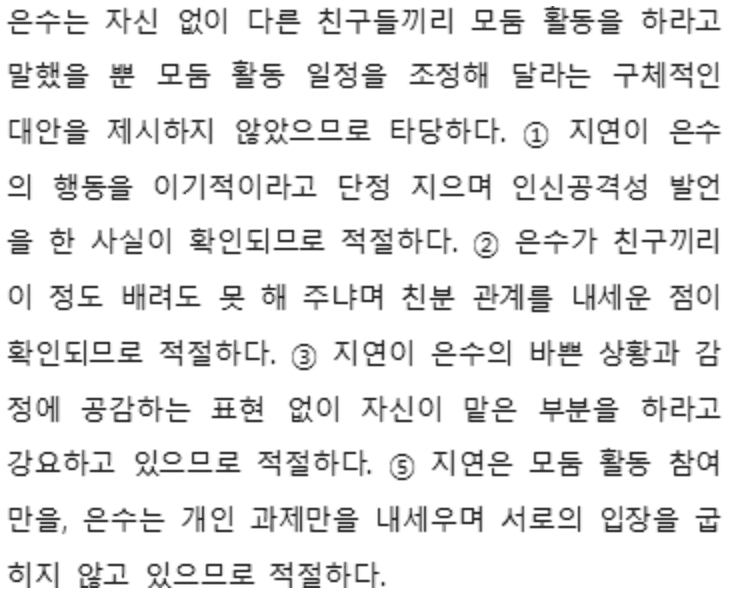 은수는 자신 없이 다른 친구들끼리 모둠 활동을 하라고
말했을 뿐 모둠 활동 일정을 조정해 달라는 구체적인
대안을 제시하지 않았으므로 타당하다. ① 지연이 은수
의 행동을 이기적이라고 단정 지으며 인신공격성 발언
을 한 사실이 확인되므로 적절하다. ② 은수가 친구끼리
이 정도 배려도 못 해 주냐며 친분 관계를 내세운 점이
확인되므로 적절하다. ③ 지연이 은수의 바쁜 상황과 감
정에 공감하는 표현 없이 자신이 맡은 부분을 하라고
강요하고 있으므로 적절하다. ⑤ 지연은 모둠 활동 참여
만을, 은수는 개인 과제만을 내세우며 서로의 입장을 굽
히지 않고 있으므로 적절하다.